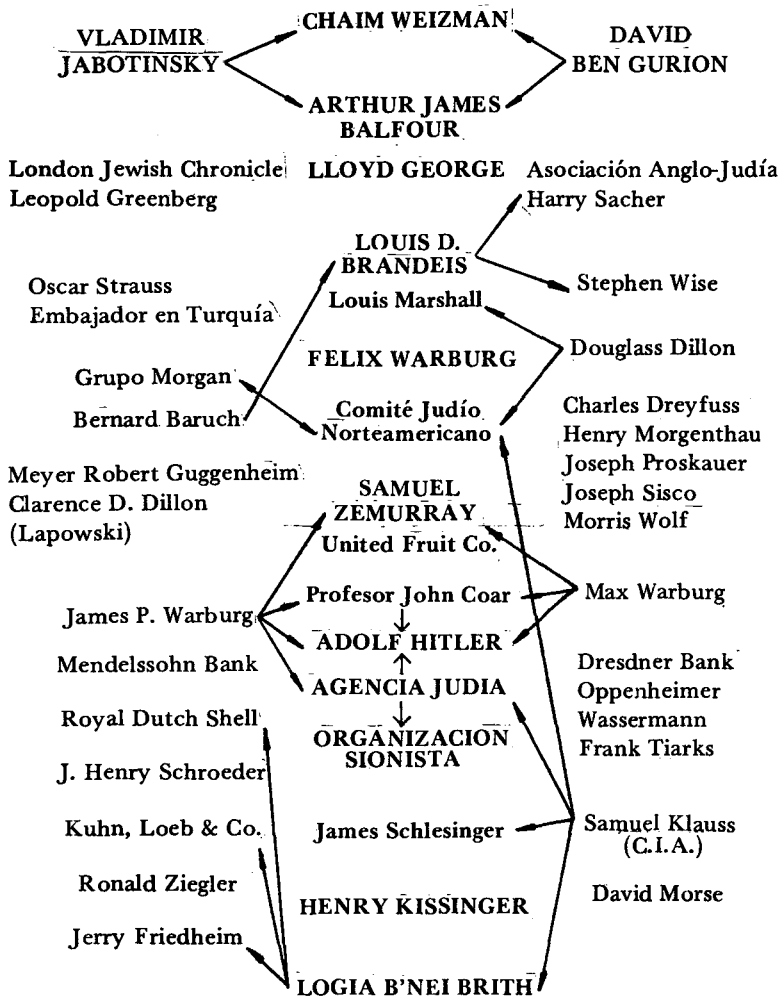 CHAIM WEIZMAN
VLADIMIR
JABOTINSKY
DAVID
BEN GURION
ARTHUR JAMES
BALFOUR
London Jewish Chronicle
Leopold Greenberg
LLOYD GEORGE
Asociación Anglo-Judía
Harry Sacher
LOUIS D.
BRANDEIS
Oscar Strauss
Embajador en Turquía
Louis Marshall
Stephen Wise
FELIX WARBURG
Douglass Dillon
Grupo Morgan
Bernard Baruch
Comité Judío
Norteamericano
Charles Dreyfuss
Henry Morgenthau
Joseph Proskauer
Joseph Sisco
Morris Wolf
Meyer Robert Guggenheim
Clarence D. Dillon
(Lapowski)
SAMUEL
ZEMURRAY
United Fruit Co.
Profesor John Coar
Max Warburg
James P. Warburg
ADOLF HITLER
Mendelssohn Bank
AGENCIA JUDIA
Dresdner Bank
Oppenheimer
Wassermann
Frank Tiarks
Royal Dutch Shell
ORGANIZACION
SIONISTA
J. Henry Schroeder
Kuhn, Loeb & Co.
James Schlesinger
Samuel Klauss
(C.I.A.)
Ronald Ziegler
HENRY KISSINGER
David Morse
Jerry Friedheim
LOGIA B'NEI BRITH